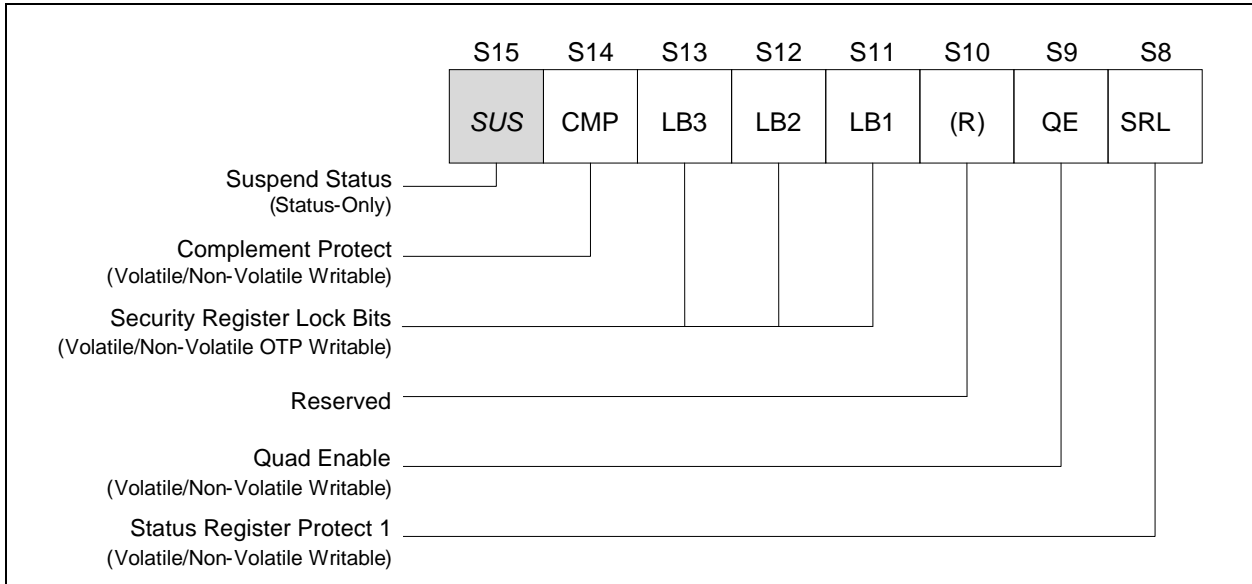 S15 S14 S13 S12 S11 S10 S9 S8
SUS CMP LB3 LB2 LB1 (R) QE SRL
Suspend Status
(Status-Only)
Complement Protect
(Volatile/Non-Volatile Writable)
Security Register Lock Bits
(Volatile/Non-Volatile OTP Writable)
Reserved
Quad Enable
(Volatile/Non-Volatile Writable)
Status Register Protect 1
(Volatile/Non-Volatile Writable)